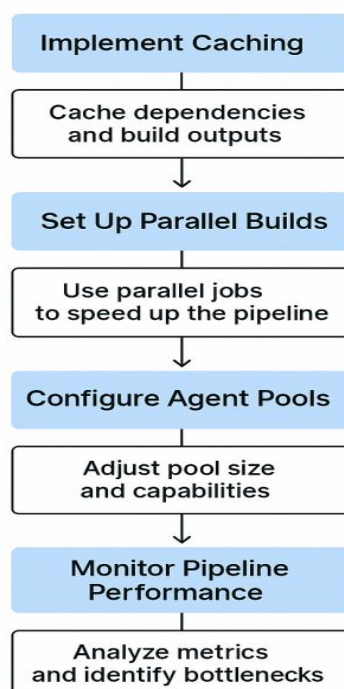 Implement Caching
Cache dependencies
and build outputs
Set Up Parallel Builds
Use parallel jobs
to speed up the pipeline
Configure Agent Pools
Adjust pool size
and capabilities
Monitor Pipeline
Performance
Analyze metrics
and identify bottlenecks